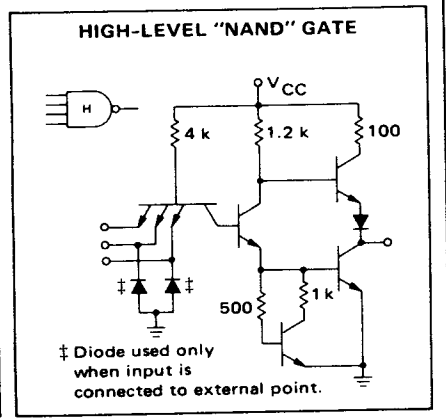 HIGH-LEVEL "NAND" GATE
H
VCC
4 k
1.2 k
100
‡
‡
500
1 k
‡ Diode used only
when input is
connected to external point.